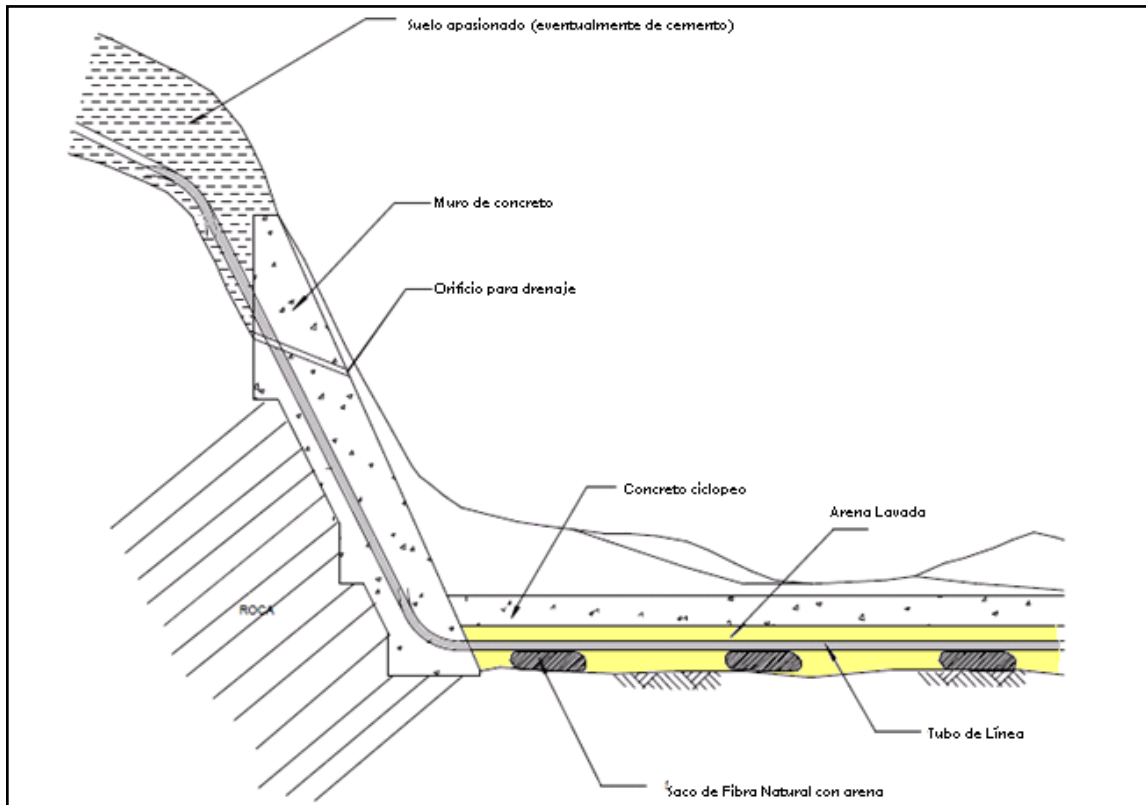 Suelo apasionado (eventualmente de cemento)
Muro de concreto
Orificio para drenaje
Concreto ciclopeo
Arena Lavada
ROCA
Tubo de Línea
Saco de Fibra Natural con arena